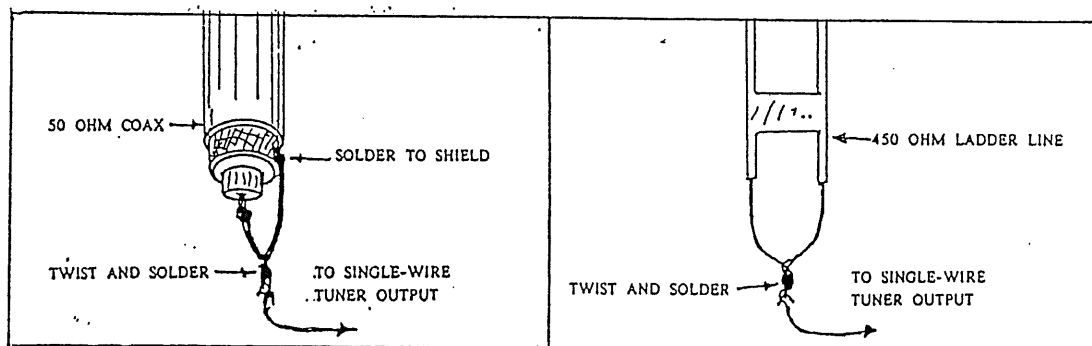 50 OHM COAX
SOLDER TO SHIELD
TWIST AND SOLDER
TO SINGLE-WIRE
TUNER OUTPUT
450 OHM LADDER LINE
TWIST AND SOLDER
TO SINGLE-WIRE
TUNER OUTPUT